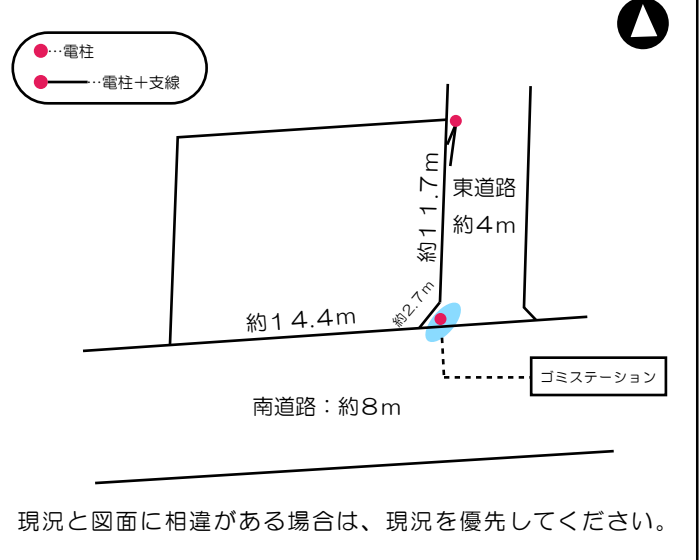 …電柱
…電柱＋支線
約11.7m
東道路
約4m
約2.7m
約14.4m
ゴミステーション
南道路：約8m
現況と図面に相違がある場合は、現況を優先してください。